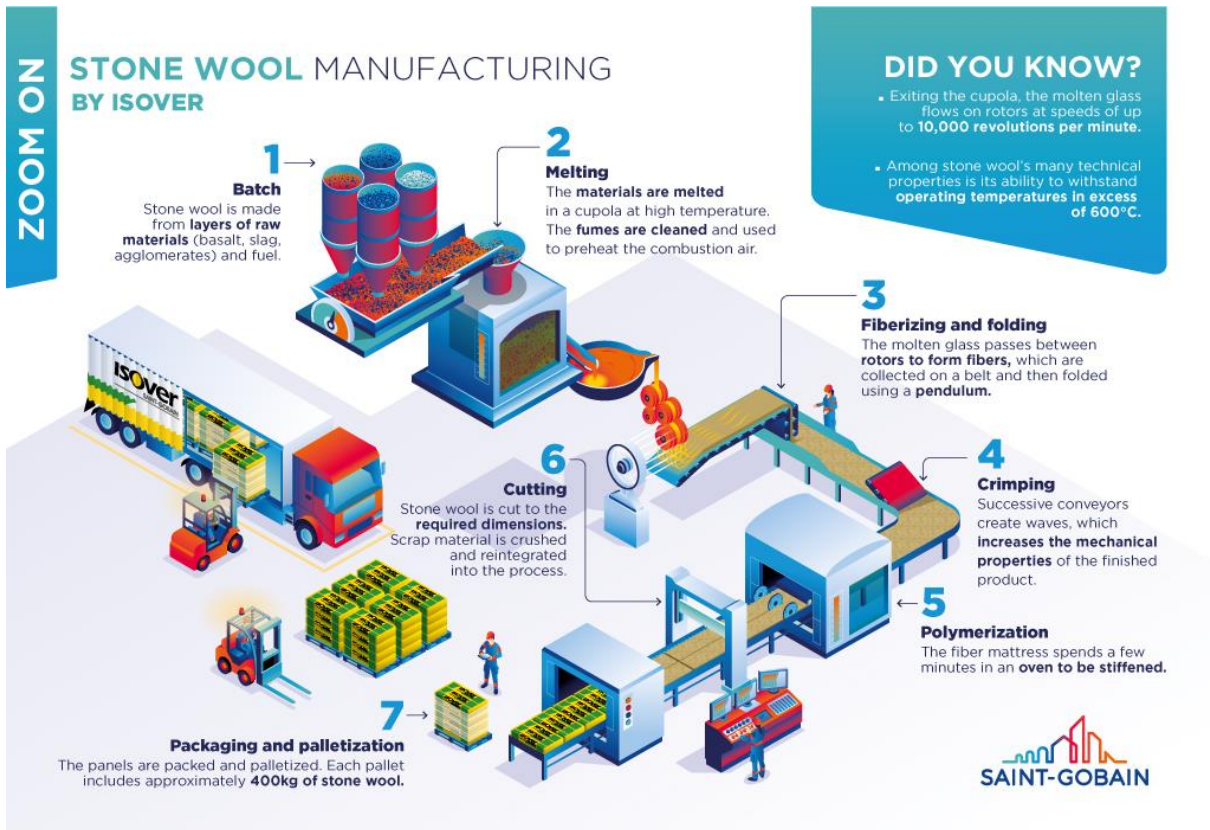 ZOOM ON
STONE WOOL MANUFACTURING
BY ISOVER
DID YOU KNOW?
Exiting the cupola, the molten glass
flows on rotors at speeds of up
to 10,000 revolutions per minute.
Among stone wool's many technical
properties is its ability to withstand
operating temperatures in excess
of 600°C.
1
Batch
Stone wool is made
from layers of raw
materials (basalt, slag,
agglomerates) and fuel.
2
Melting
The materials are melted
in a cupola at high temperature.
The fumes are cleaned and used
to preheat the combustion air.
3
Fiberizing and folding
The molten glass passes between
rotors to form fibers, which are
collected on a belt and then folded
using a pendulum.
4
Crimping
Successive conveyors
create waves, which
increases the mechanical
properties of the finished
product.
5
Polymerization
The fiber mattress spends a few
minutes in an oven to be stiffened.
6
Cutting
Stone wool is cut to the
required dimensions.
Scrap material is crushed
and reintegrated
into the process.
7
Packaging and palletization
The panels are packed and palletized. Each pallet
includes approximately 400kg of stone wool.
isover
SAINT-GOBAIN
SAINT-GOBAIN